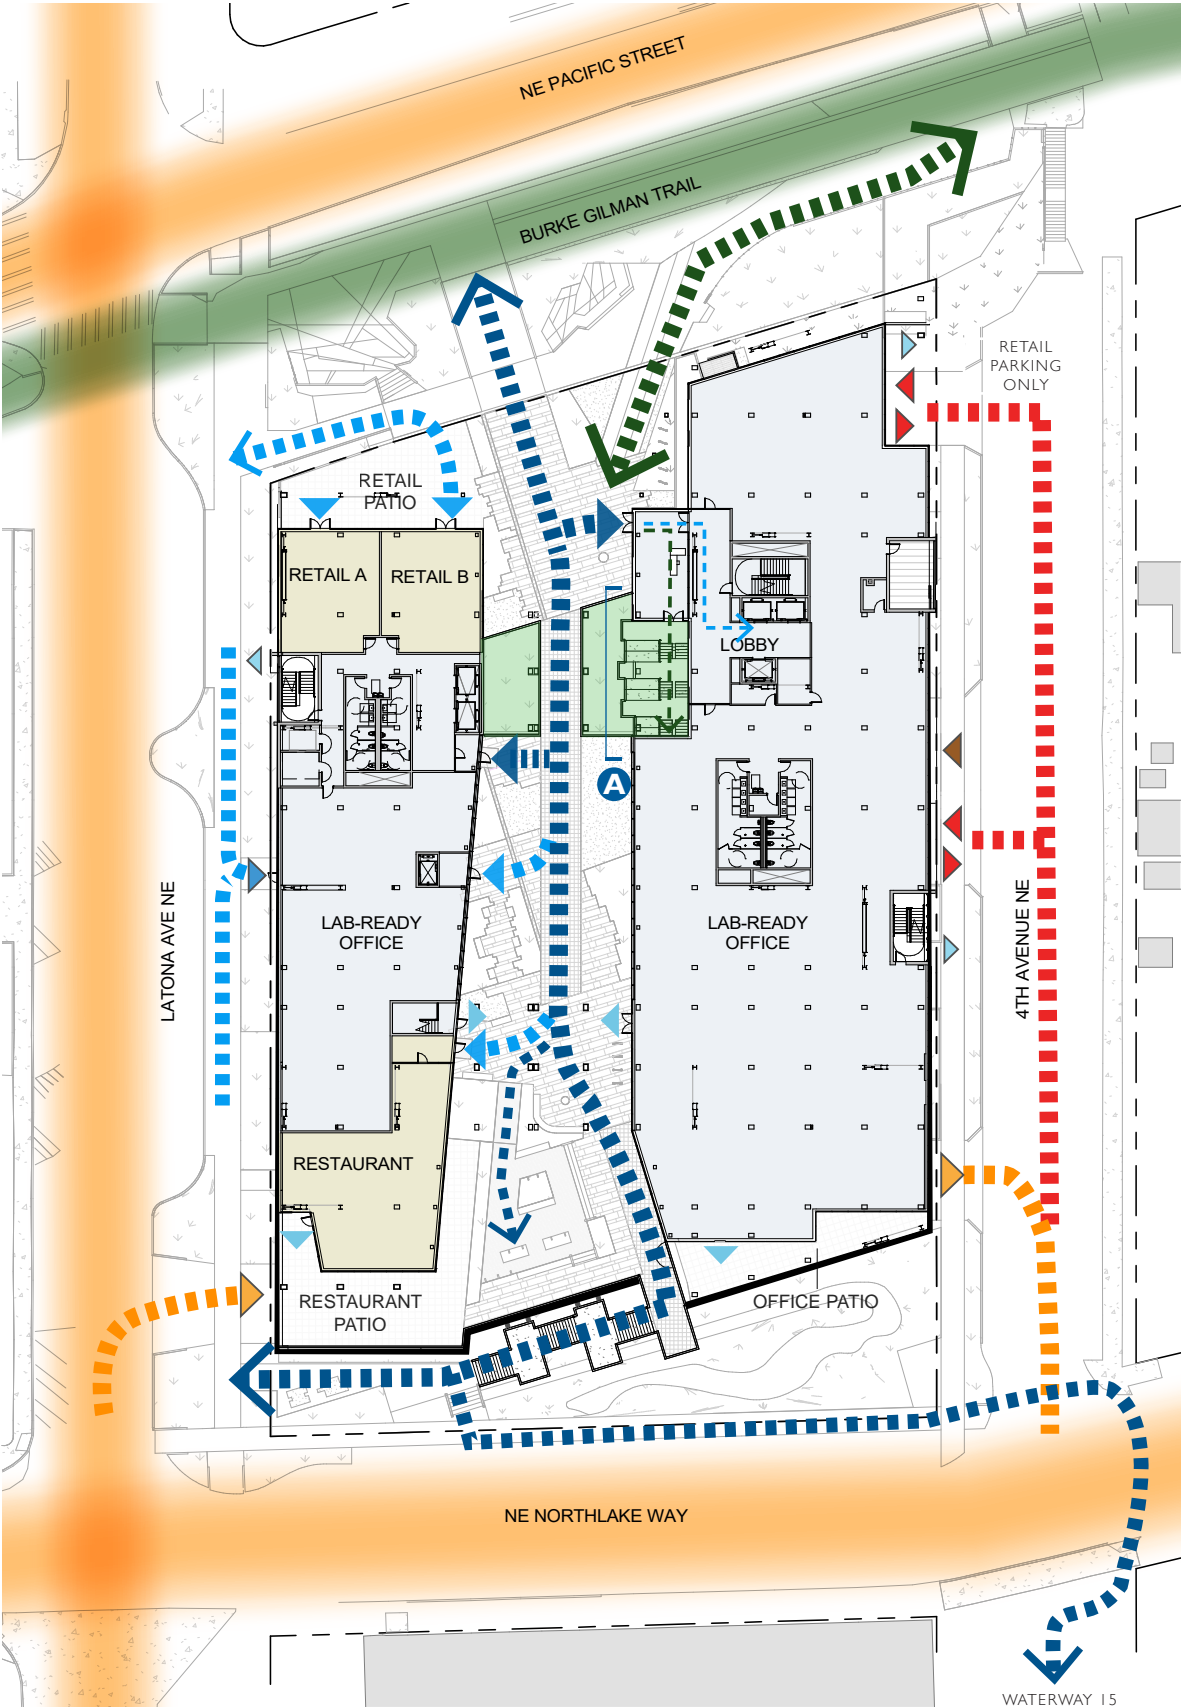 NE PACIFIC STREET
BURKE GILMAN TRAIL
RETAIL
PARKING
ONLY
RETAIL
PATIO
RETAIL A
RETAIL B
LOBBY
A
LATONA AVE NE
LAB-READY
OFFICE
LAB-READY
OFFICE
4TH AVENUE NE
RESTAURANT
RESTAURANT
PATIO
OFFICE PATIO
NE NORTHLAKE WAY
WATERWAY 15